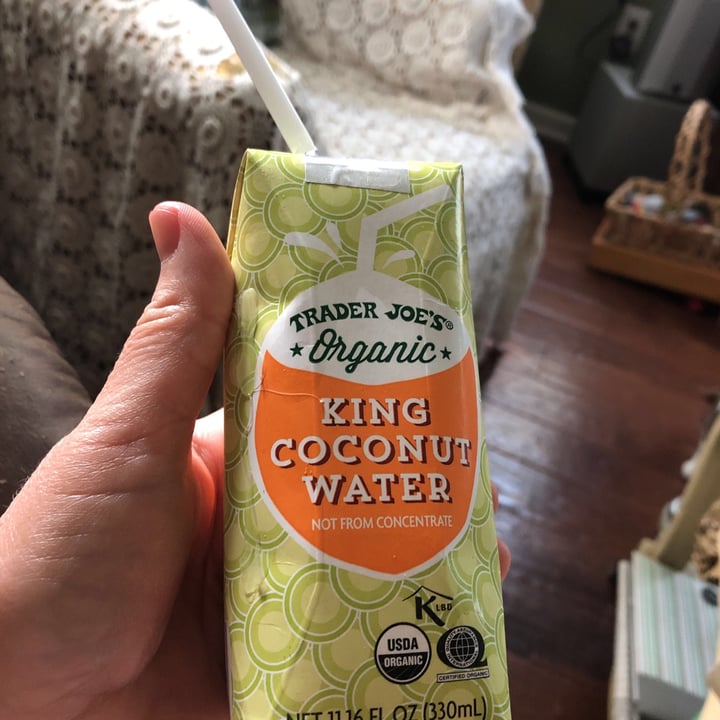 TRADER JOE'S®
Organic
KING
COCONUT
WATER
NOT FROM CONCENTRATE
K LBD
USDA
ORGANIC
CERTIFIED ORGANIC
NET 11.16 FL OZ (330mL)